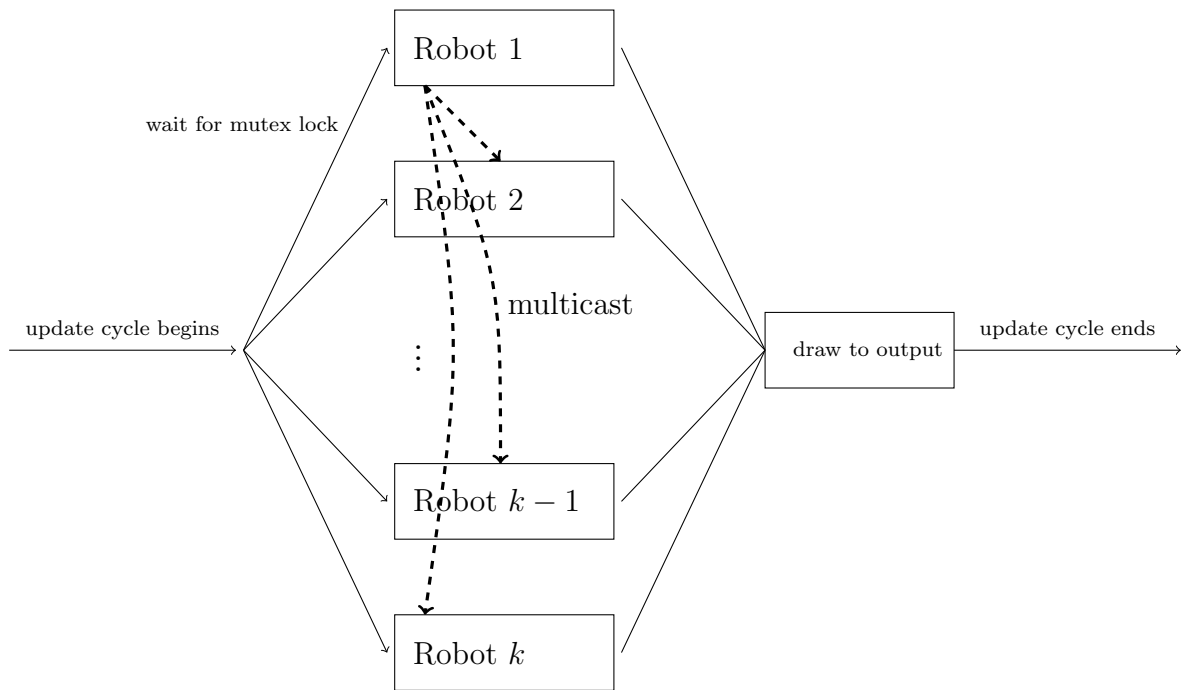 Robot 1
wait for mutex lock
Robot 2
multicast
update cycle begins
⋮
draw to output
update cycle ends
Robot k − 1
Robot k